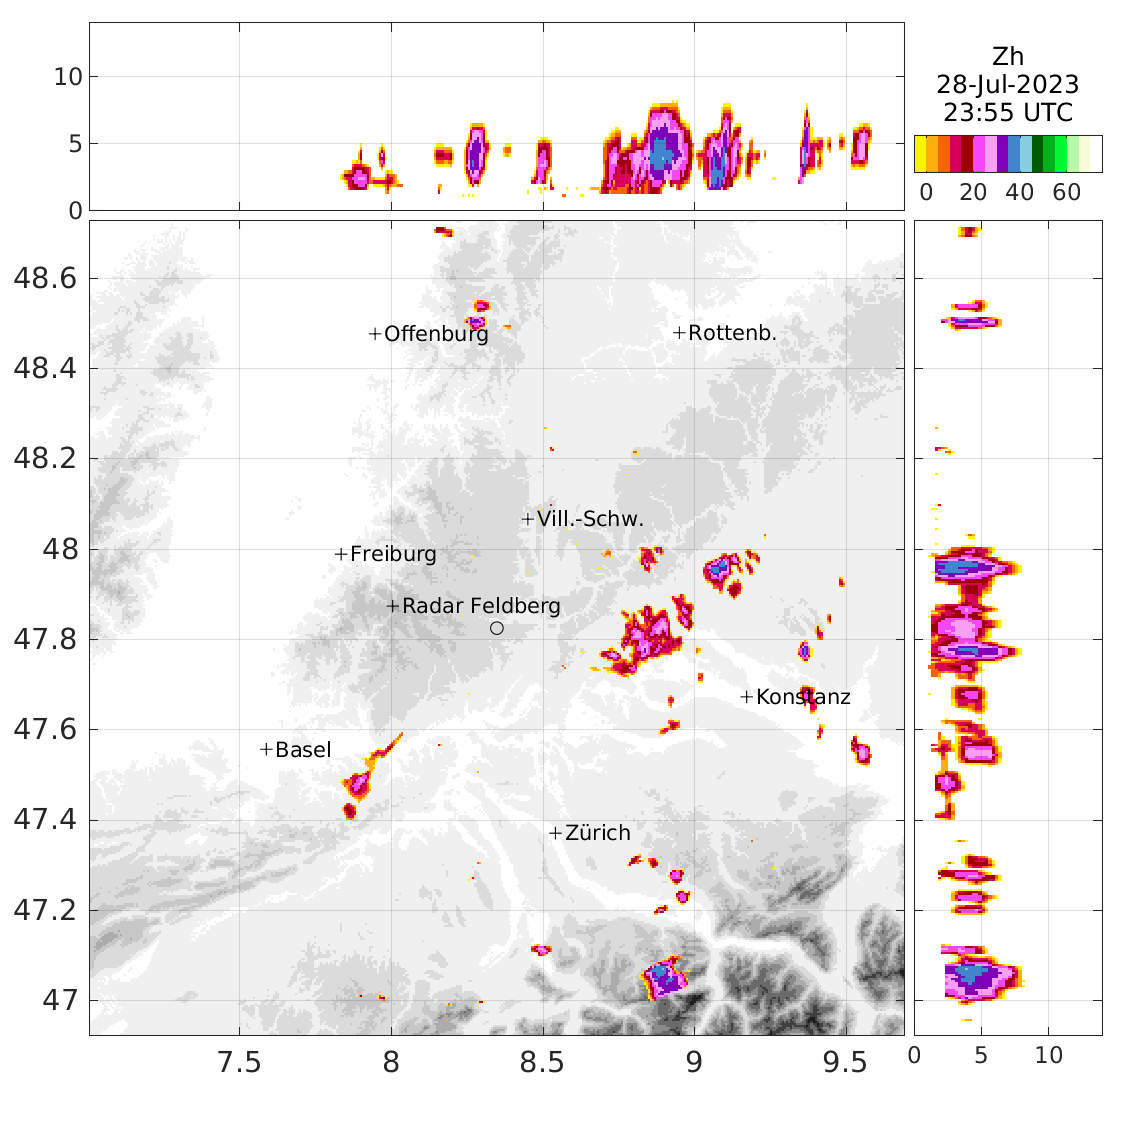 Zh
28-Jul-2023
23:55 UTC
10
5
0
0 20 40 60
48.6
+Offenburg
+Rottenb.
48.4
48.2
+Vill.-Schw.
48
+Freiburg
+Radar Feldberg
47.8
+Konstanz
47.6
+Basel
47.4
+Zürich
47.2
47
7.5 8 8.5 9 9.5
0 5 10